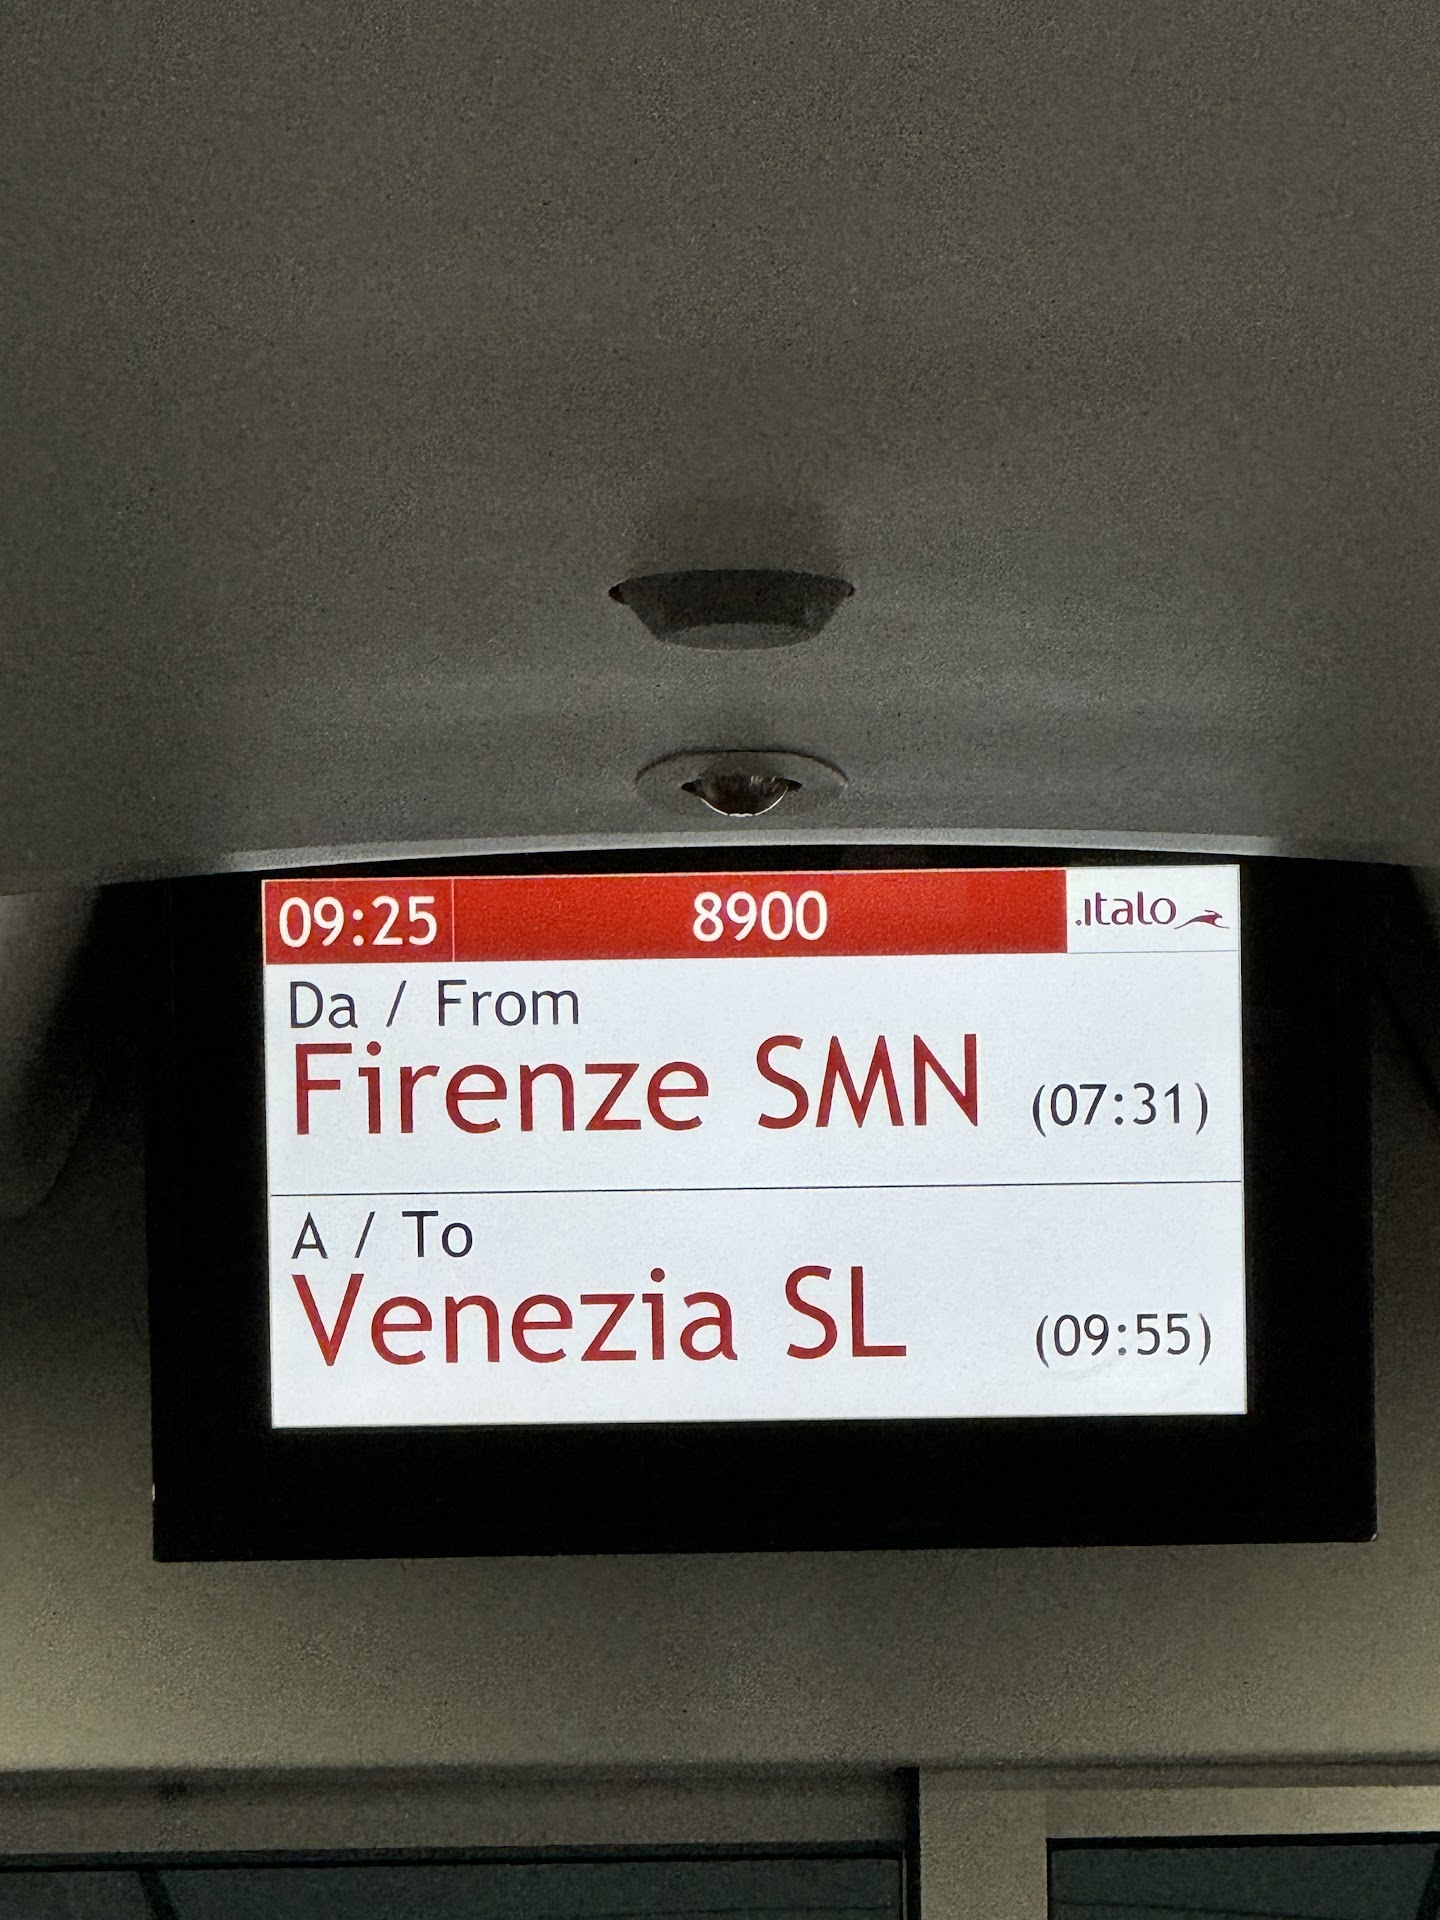 09:25 8900 .italo
Da / From
Firenze SMN (07:31)
A / To
Venezia SL (09:55)